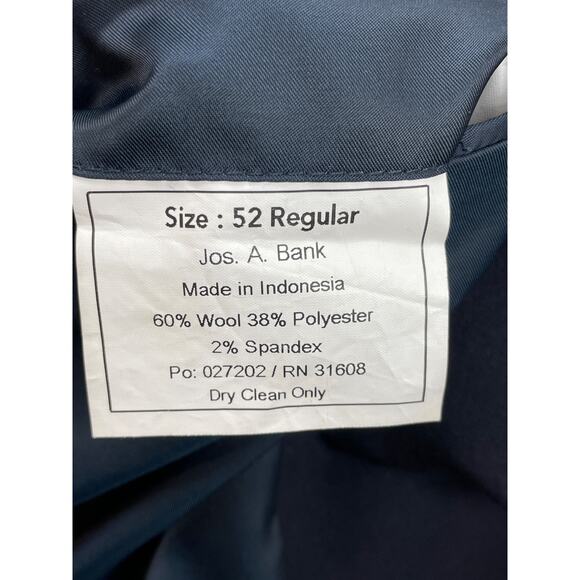 Size : 52 Regular
Jos. A. Bank
Made in Indonesia
60% Wool 38% Polyester
2% Spandex
Po: 027202 / RN 31608
Dry Clean Only